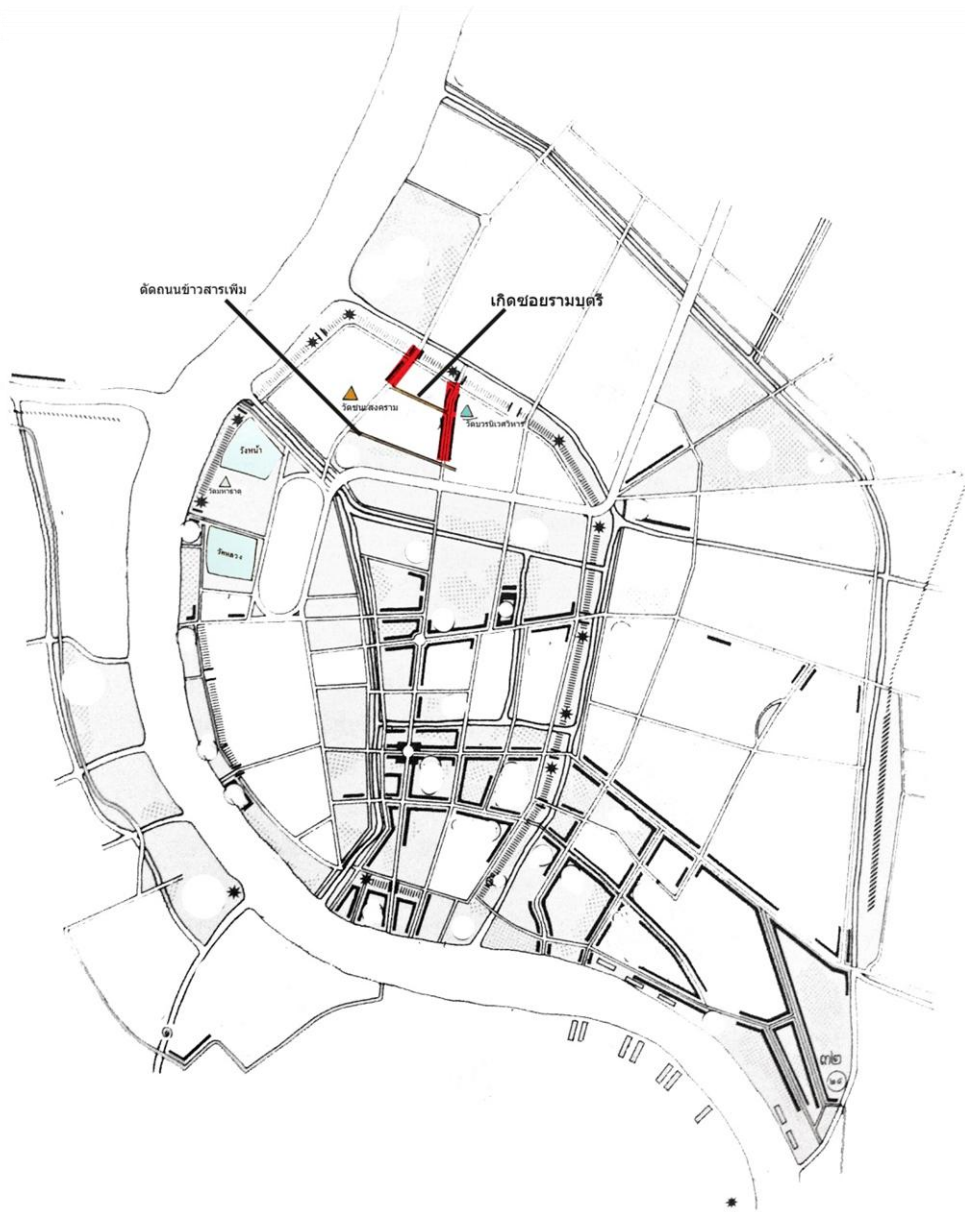 ตัดถนนข้าวสารเพิ่ม
เกิดซอยรามบุตรี
วัดชนะสงคราม
วัดบวรนิเวศวิหาร
วังหน้า
วัดมหาธาตุ
วังหลวง